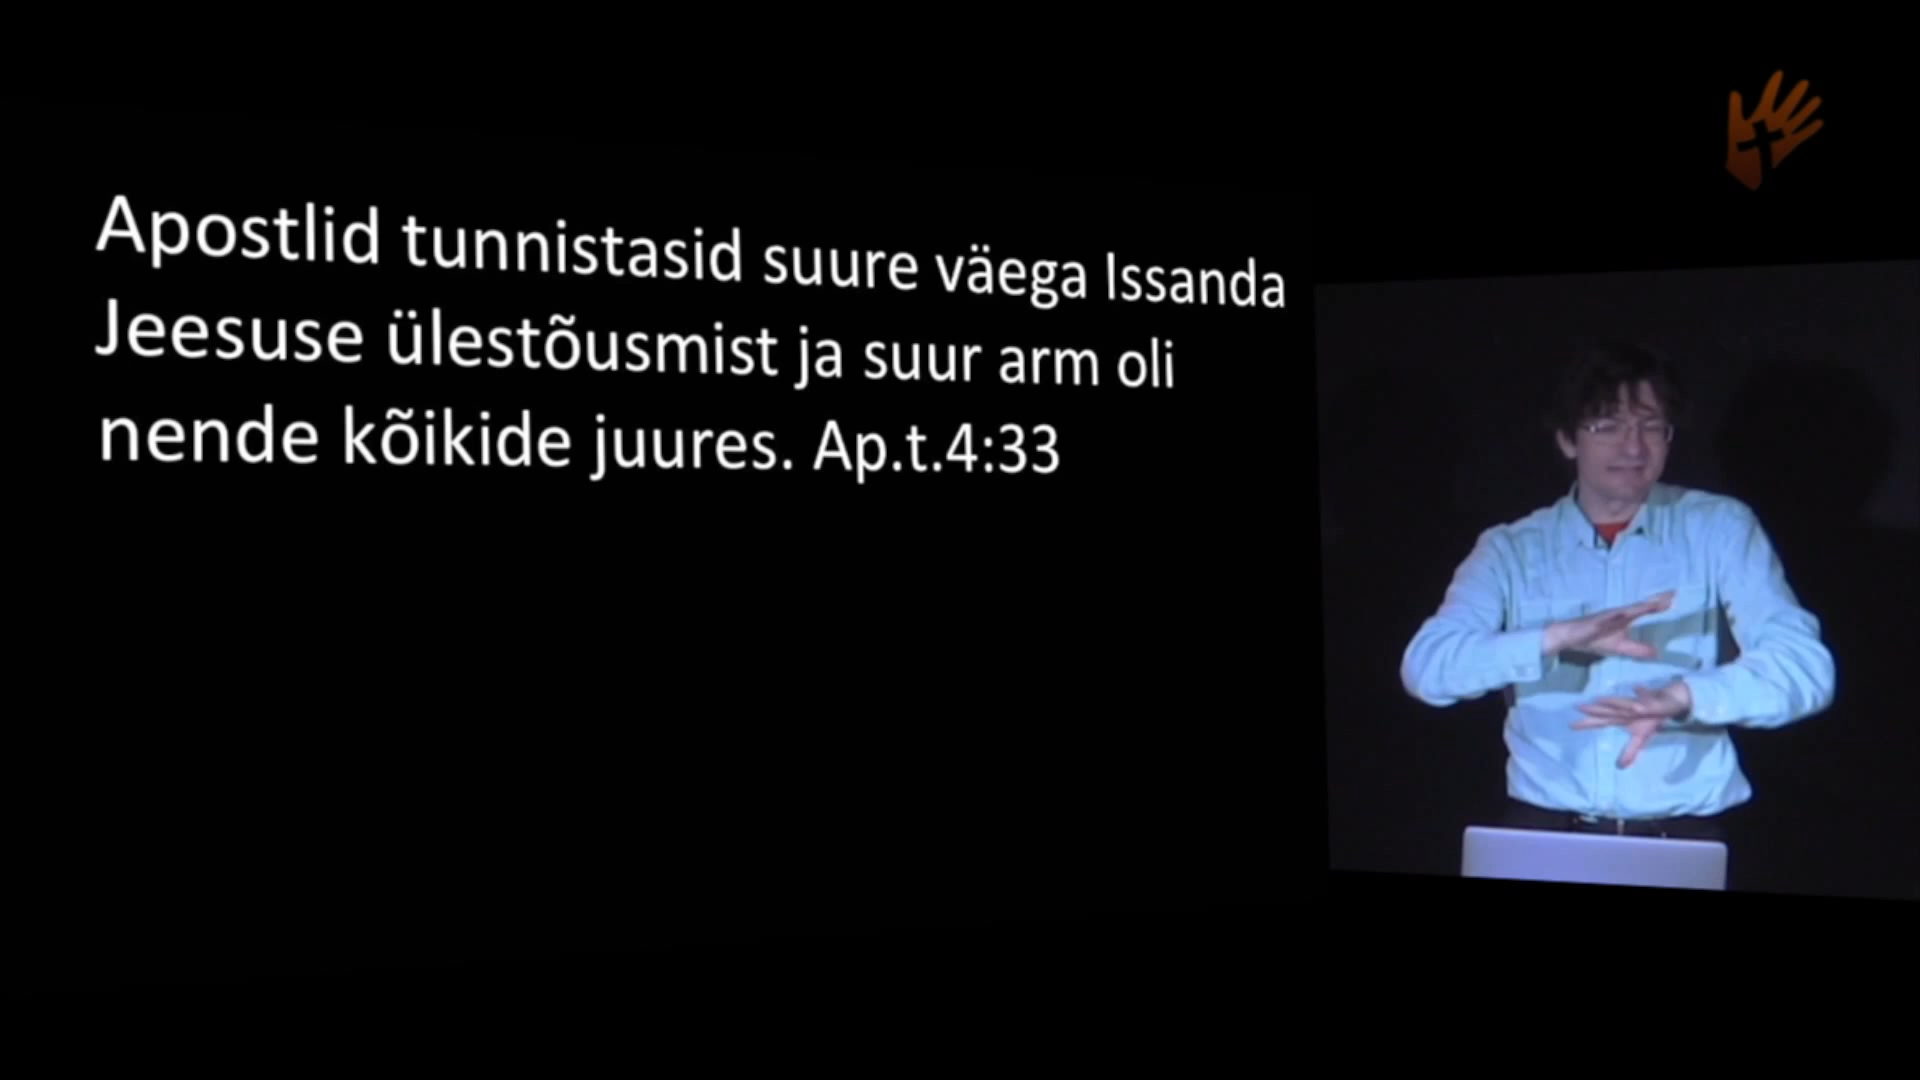 Apostlid tunnistasid suure väega Issanda
Jeesuse ülestõusmist ja suur arm oli
nende kõikide juures. Ap.t.4:33